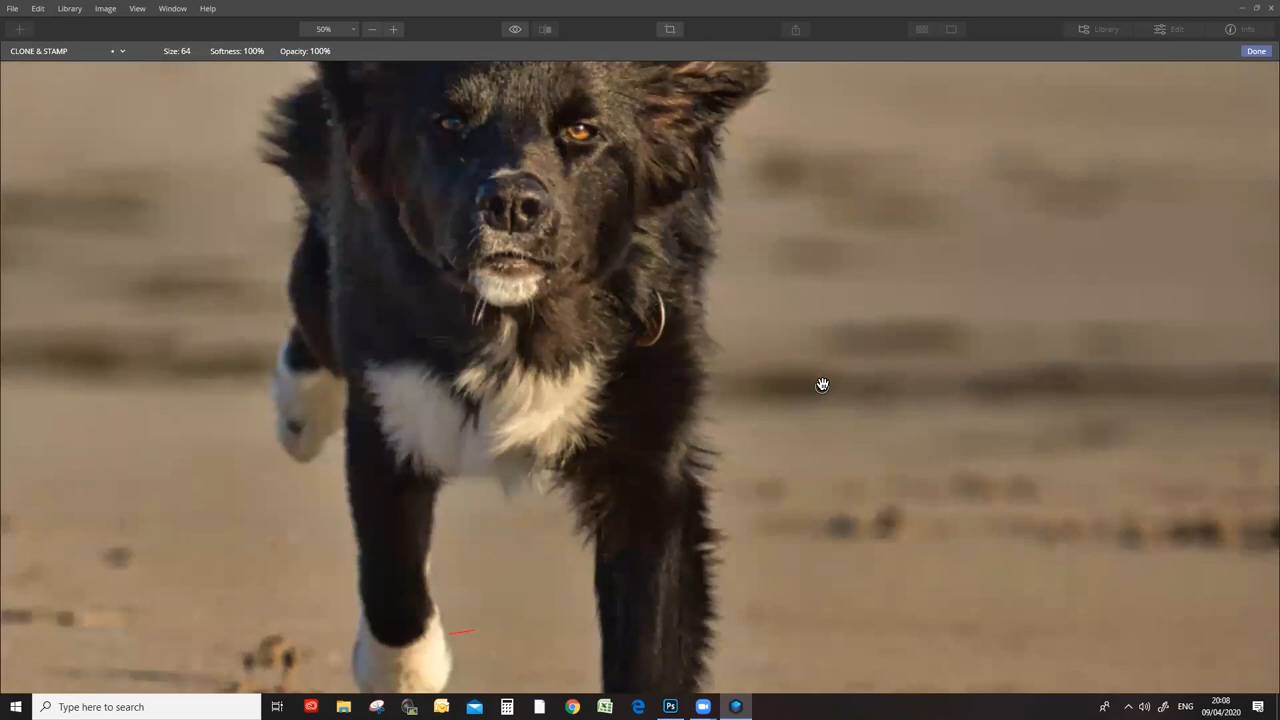 File Edit Library Image View Window Help
50% Library Edit Info
CLONE & STAMP Size: 64 Softness: 100% Opacity: 100% Done
Type here to search Ps ENG 20:08
09/04/2020